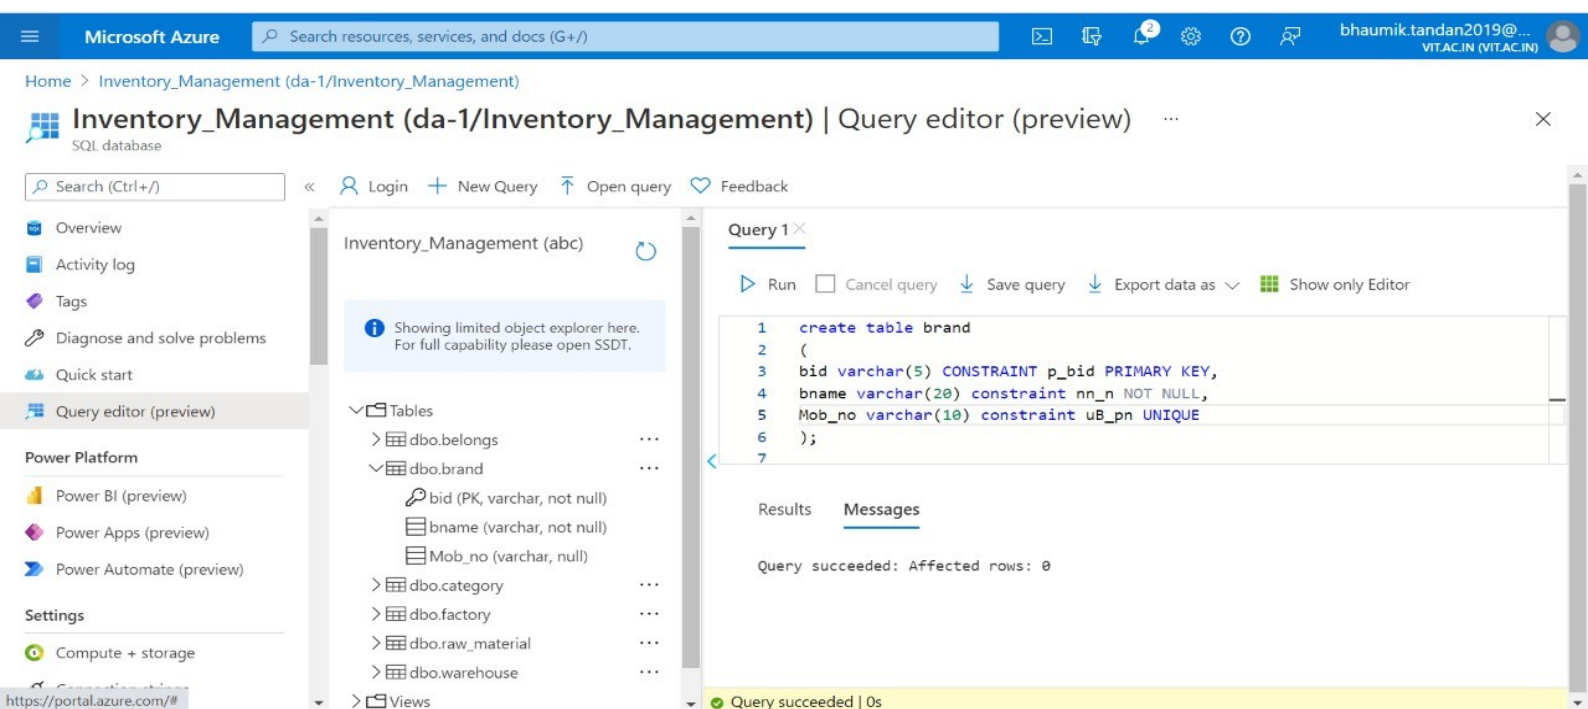 Microsoft Azure
Search resources, services, and docs (G+/)
2
bhaumik.tandan2019@...
VIT.AC.IN (VIT.AC.IN)
Home > Inventory_Management (da-1/Inventory_Management)
Inventory_Management (da-1/Inventory_Management) | Query editor (preview) ...
SQL database
Search (Ctrl+/)
«
Overview
Activity log
Tags
Diagnose and solve problems
Quick start
Query editor (preview)
Power Platform
Power BI (preview)
Power Apps (preview)
Power Automate (preview)
Settings
Compute + storage
https://portal.azure.com/#
Login
New Query
Open query
Feedback
Inventory_Management (abc)
Showing limited object explorer here.
For full capability please open SSDT.
Tables
dbo.belongs ...
dbo.brand ...
bid (PK, varchar, not null)
bname (varchar, not null)
Mob_no (varchar, null)
dbo.category ...
dbo.factory ...
dbo.raw_material ...
dbo.warehouse ...
Views
Query 1
Run
Cancel query
Save query
Export data as
Show only Editor
1 create table brand
2 (
3 bid varchar(5) CONSTRAINT p_bid PRIMARY KEY,
4 bname varchar(20) constraint nn_n NOT NULL,
5 Mob_no varchar(10) constraint uB_pn UNIQUE
6 );
7
Results
Messages
Query succeeded: Affected rows: 0
Query succeeded | 0s